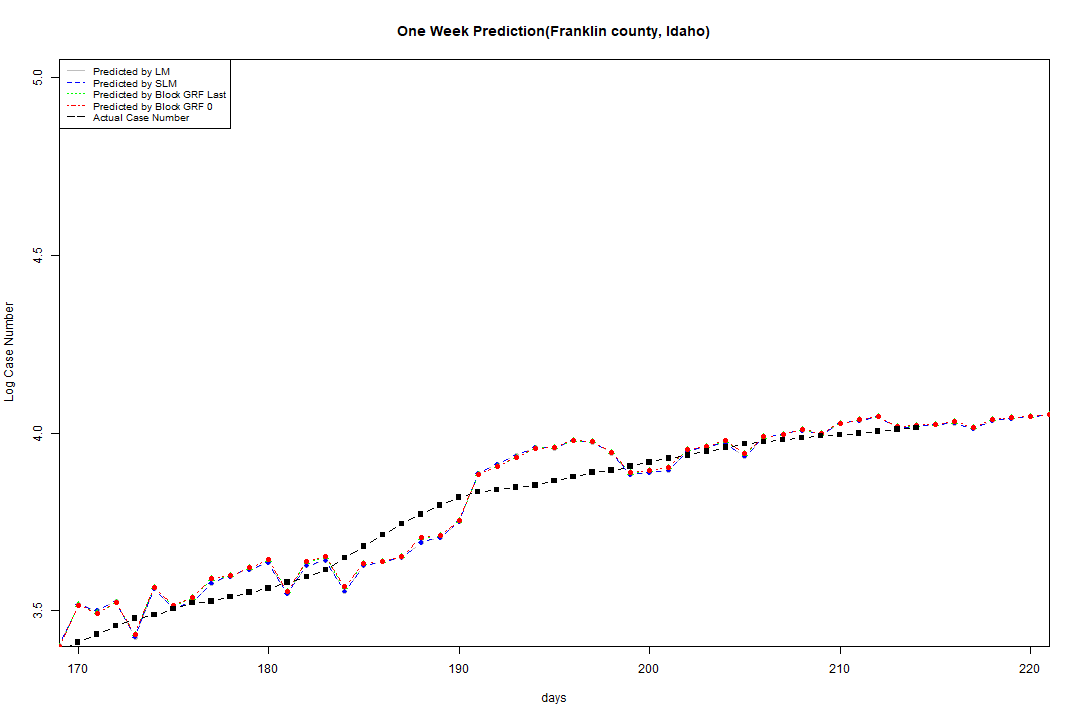 One Week Prediction(Franklin county, Idaho)
Predicted by LM
Predicted by SLM
Predicted by Block GRF Last
Predicted by Block GRF 0
Actual Case Number
5.0
4.5
4.0
3.5
Log Case Number
170 180 190 200 210 220
days